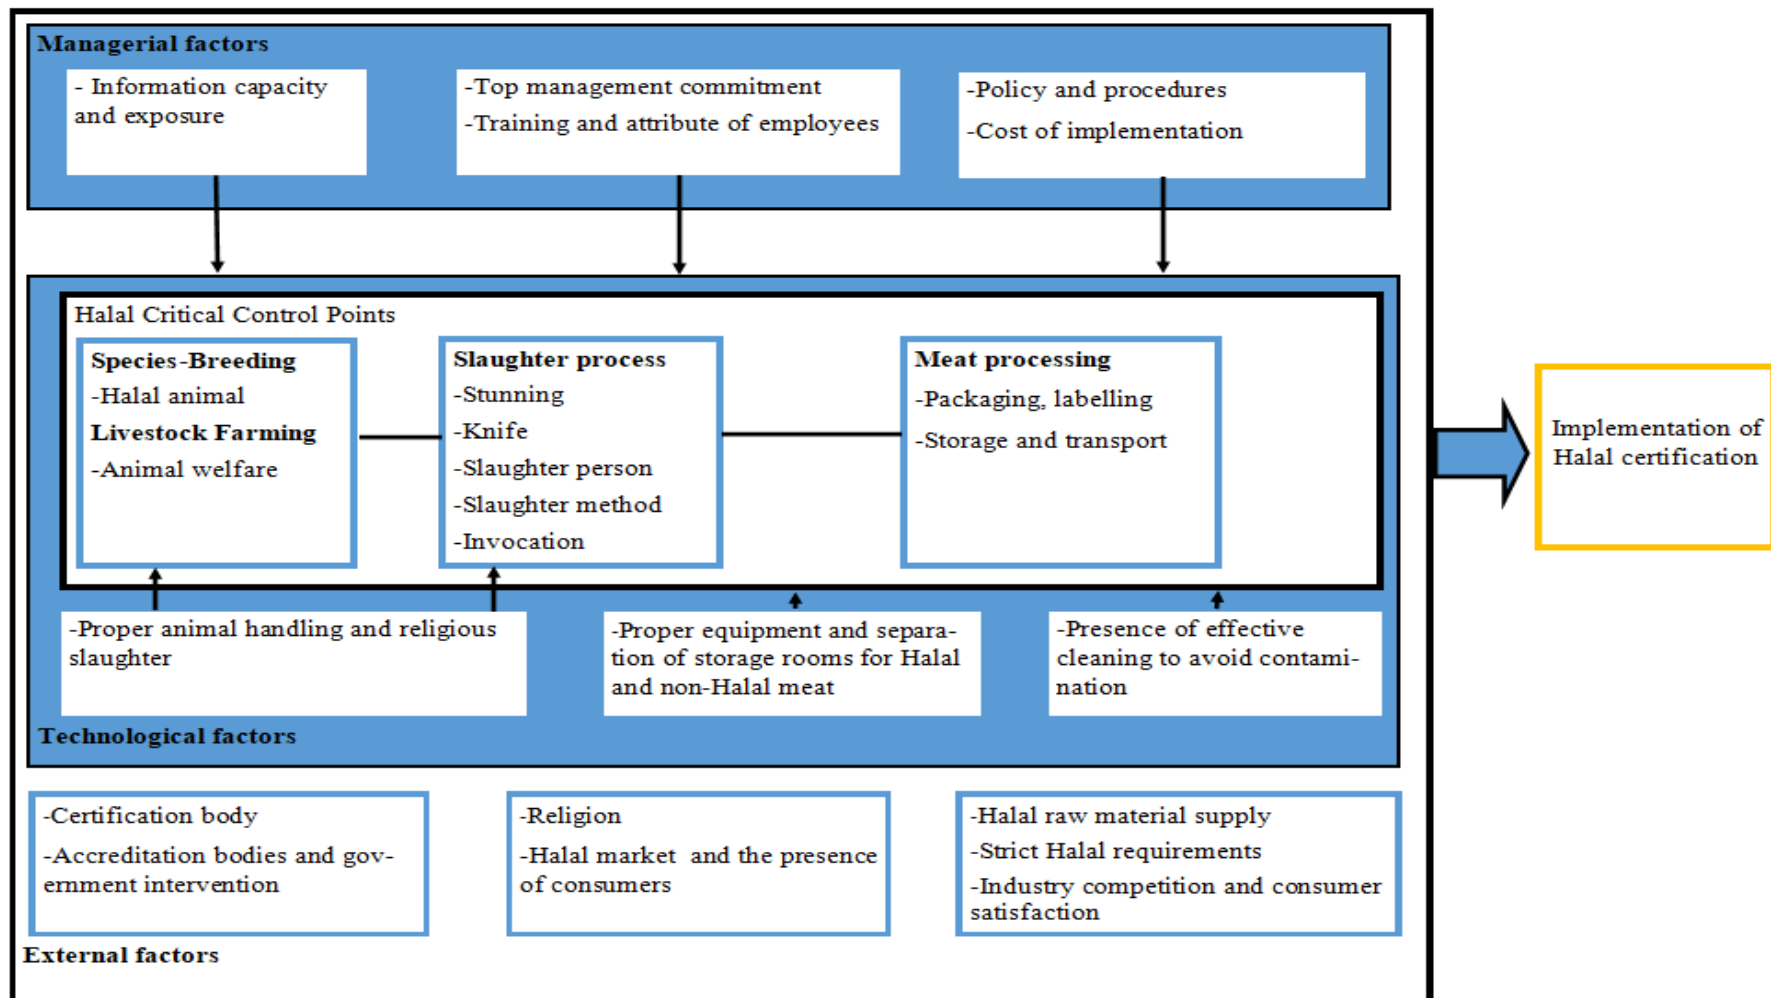 Managerial factors
- Information capacity
and exposure
-Top management commitment
-Training and attribute of employees
-Policy and procedures
-Cost of implementation
Halal Critical Control Points
Species-Breeding
-Halal animal
Livestock Farming
-Animal welfare
Slaughter process
-Stunning
-Knife
-Slaughter person
-Slaughter method
-Invocation
Meat processing
-Packaging, labelling
-Storage and transport
Implementation of
Halal certification
-Proper animal handling and religious
slaughter
-Proper equipment and separa-
tion of storage rooms for Halal
and non-Halal meat
-Presence of effective
cleaning to avoid contami-
nation
Technological factors
-Certification body
-Accreditation bodies and gov-
ernment intervention
-Religion
-Halal market and the presence
of consumers
-Halal raw material supply
-Strict Halal requirements
-Industry competition and consumer
satisfaction
External factors